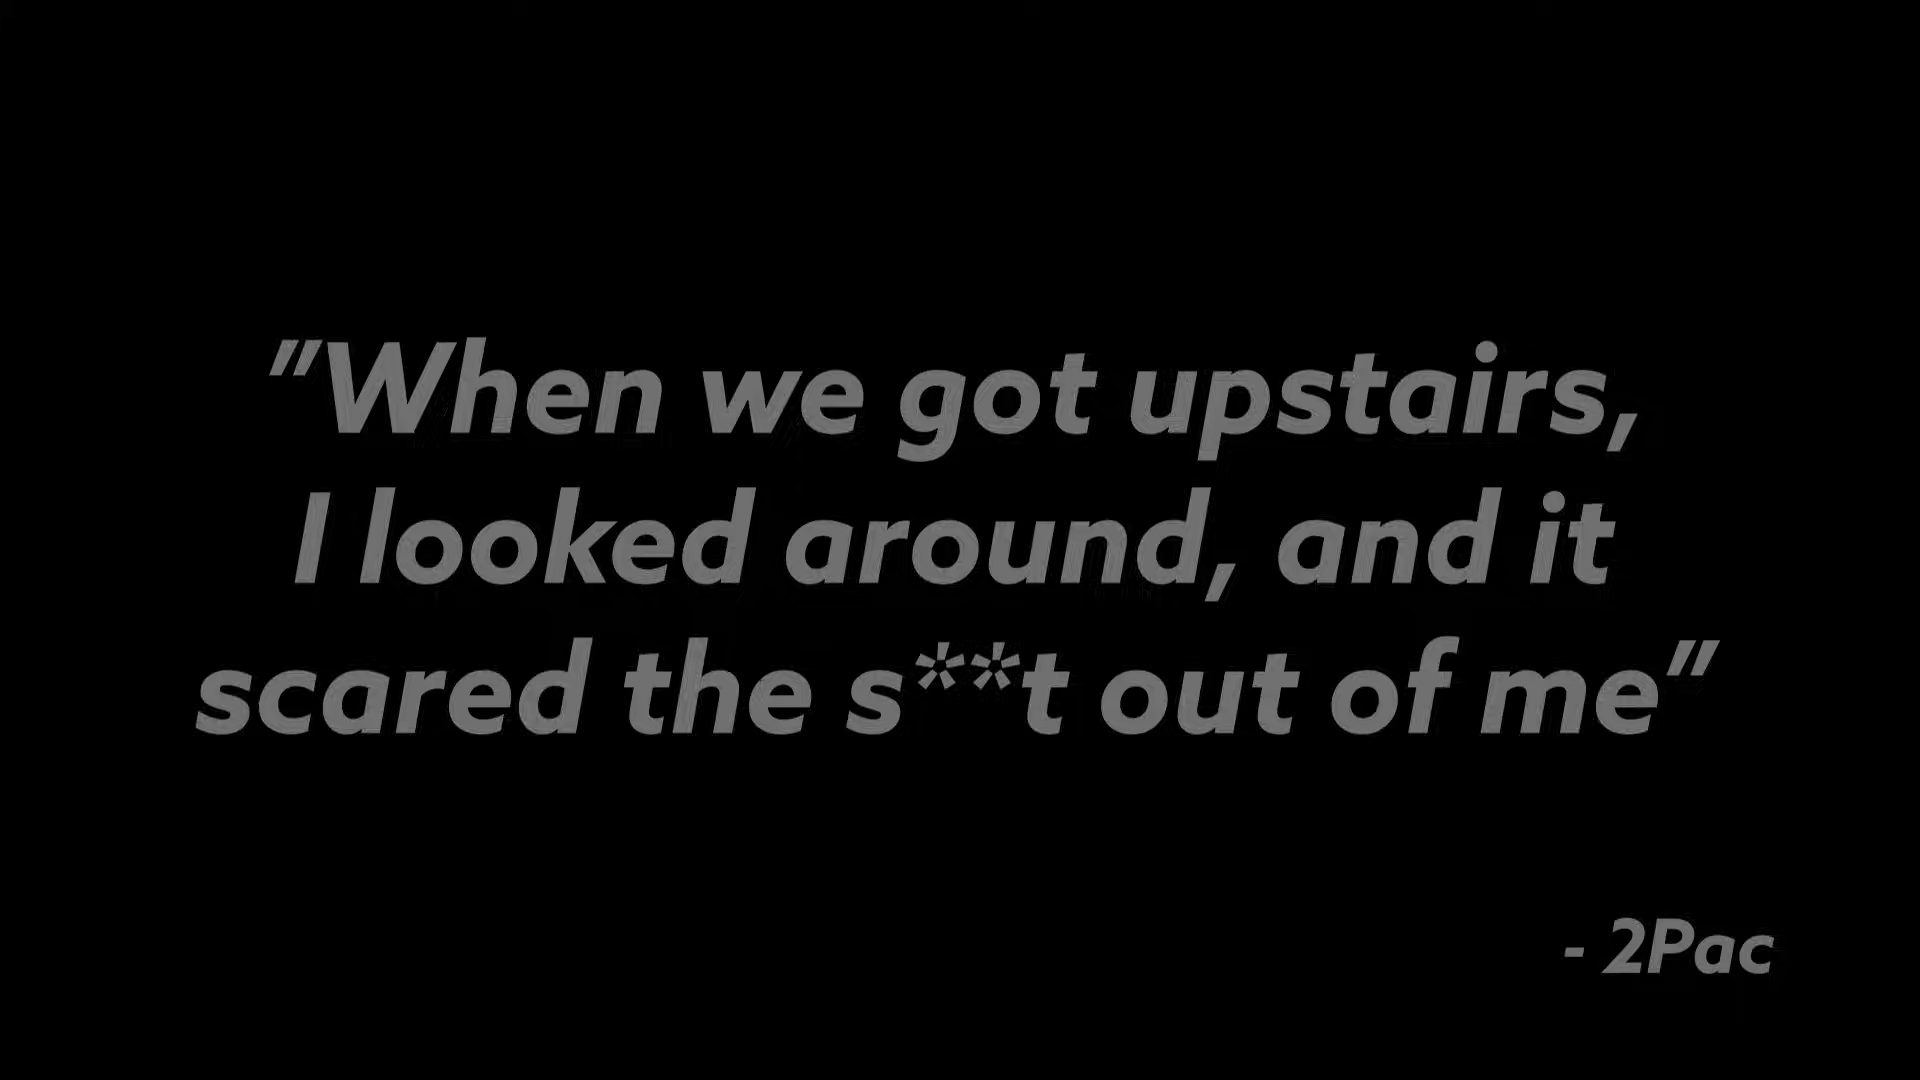 "When we got upstairs,
I looked around, and it
scared the s**t out of me"
- 2Pac